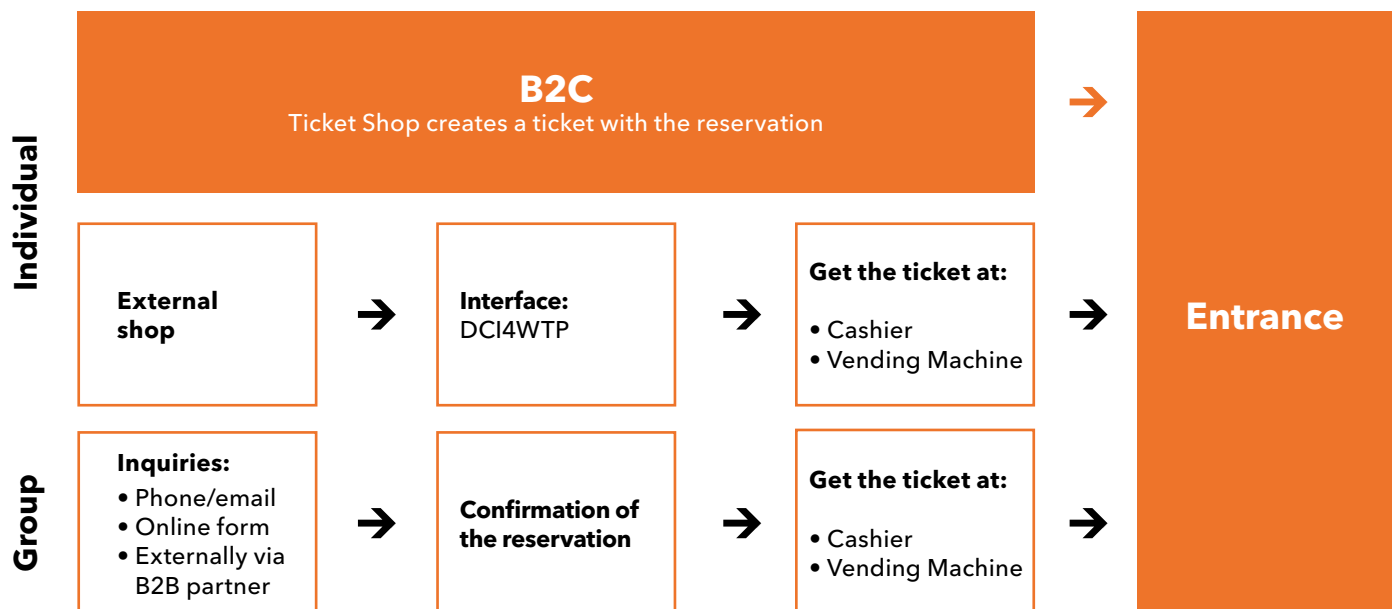 Individual
B2C
Ticket Shop creates a ticket with the reservation
→
External
shop
→
Interface:
DCI4WTP
→
Get the ticket at:
• Cashier
• Vending Machine
→
Entrance
Group
Inquiries:
• Phone/email
• Online form
• Externally via
B2B partner
→
Confirmation of
the reservation
→
Get the ticket at:
• Cashier
• Vending Machine
→